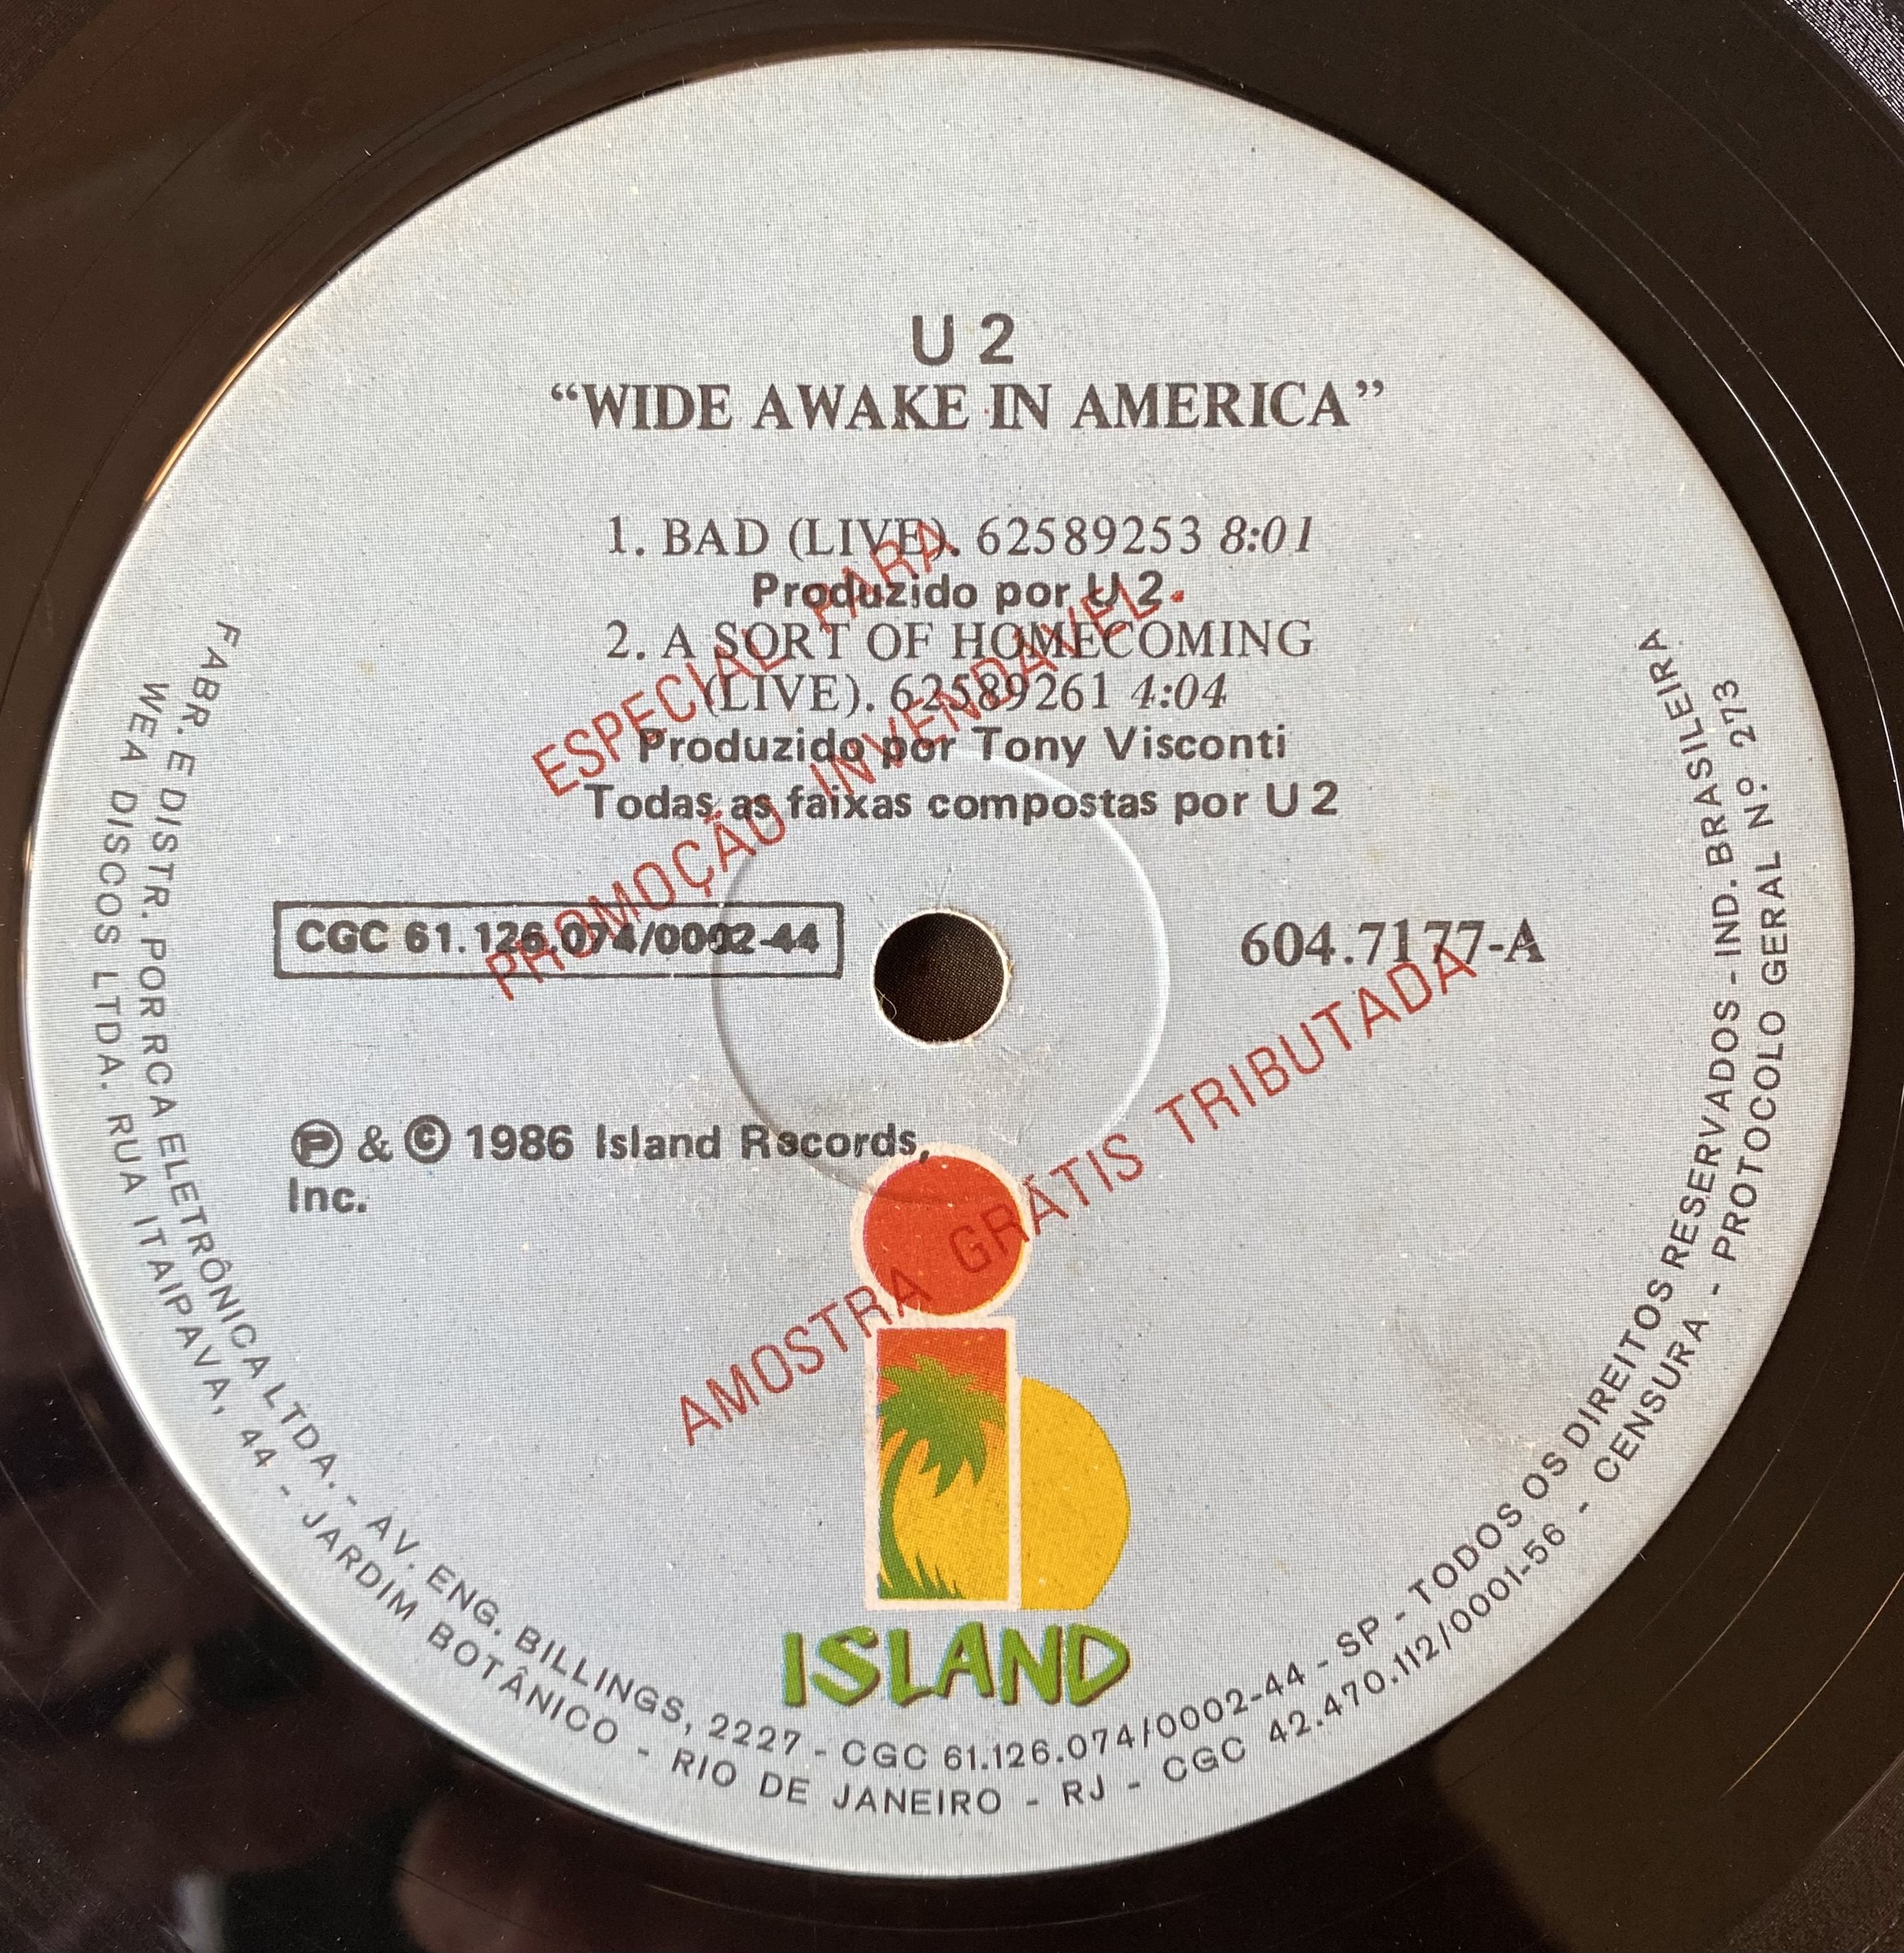 U 2
“WIDE AWAKE IN AMERICA”
1. BAD (LIVE). 62589253 8:01
Produzido por U 2.
2. A SORT OF HOMECOMING
(LIVE). 62589261 4:04
Produzido por Tony Visconti
Todas as faixas compostas por U 2
ESPECIAL PARA
PROMOÇÃO INVENDÁVEL
CGC 61.126.074/0002-44
604.7177-A
AMOSTRA GRÁTIS TRIBUTADA
Ⓟ & © 1986 Island Records,
Inc.
ISLAND
FABR. E DISTR. POR RCA ELETRÔNICA LTDA. - AV. ENG. BILLINGS, 2227 - CGC 61.126.074/0002-44 - SP - TODOS OS DIREITOS RESERVADOS - IND. BRASILEIRA
WEA DISCOS LTDA. RUA ITAIPAVA, 44 - JARDIM BOTÂNICO - RIO DE JANEIRO - RJ - CGC 42.470.112/0001-56 - CENSURA - PROTOCOLO GERAL Nº 273